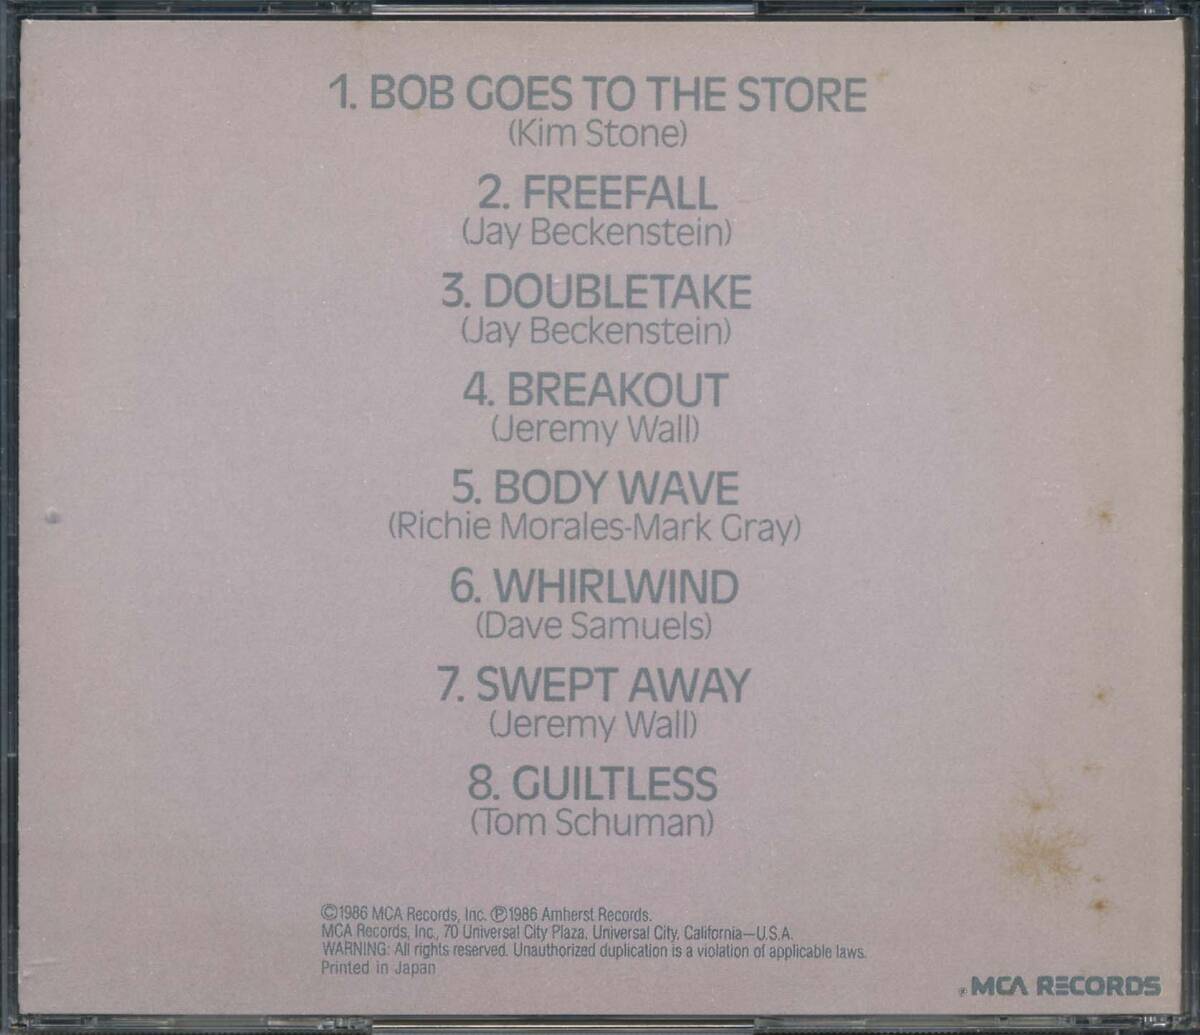 1. BOB GOES TO THE STORE
(Kim Stone)
2. FREEFALL
(Jay Beckenstein)
3. DOUBLETAKE
(Jay Beckenstein)
4. BREAKOUT
(Jeremy Wall)
5. BODY WAVE
(Richie Morales-Mark Gray)
6. WHIRLWIND
(Dave Samuels)
7. SWEPT AWAY
(Jeremy Wall)
8. GUILTLESS
(Tom Schuman)
©1986 MCA Records, Inc. ℗1986 Amherst Records.
MCA Records, Inc., 70 Universal City Plaza, Universal City, California—U.S.A.
WARNING: All rights reserved. Unauthorized duplication is a violation of applicable laws.
Printed in Japan
MCA RECORDS